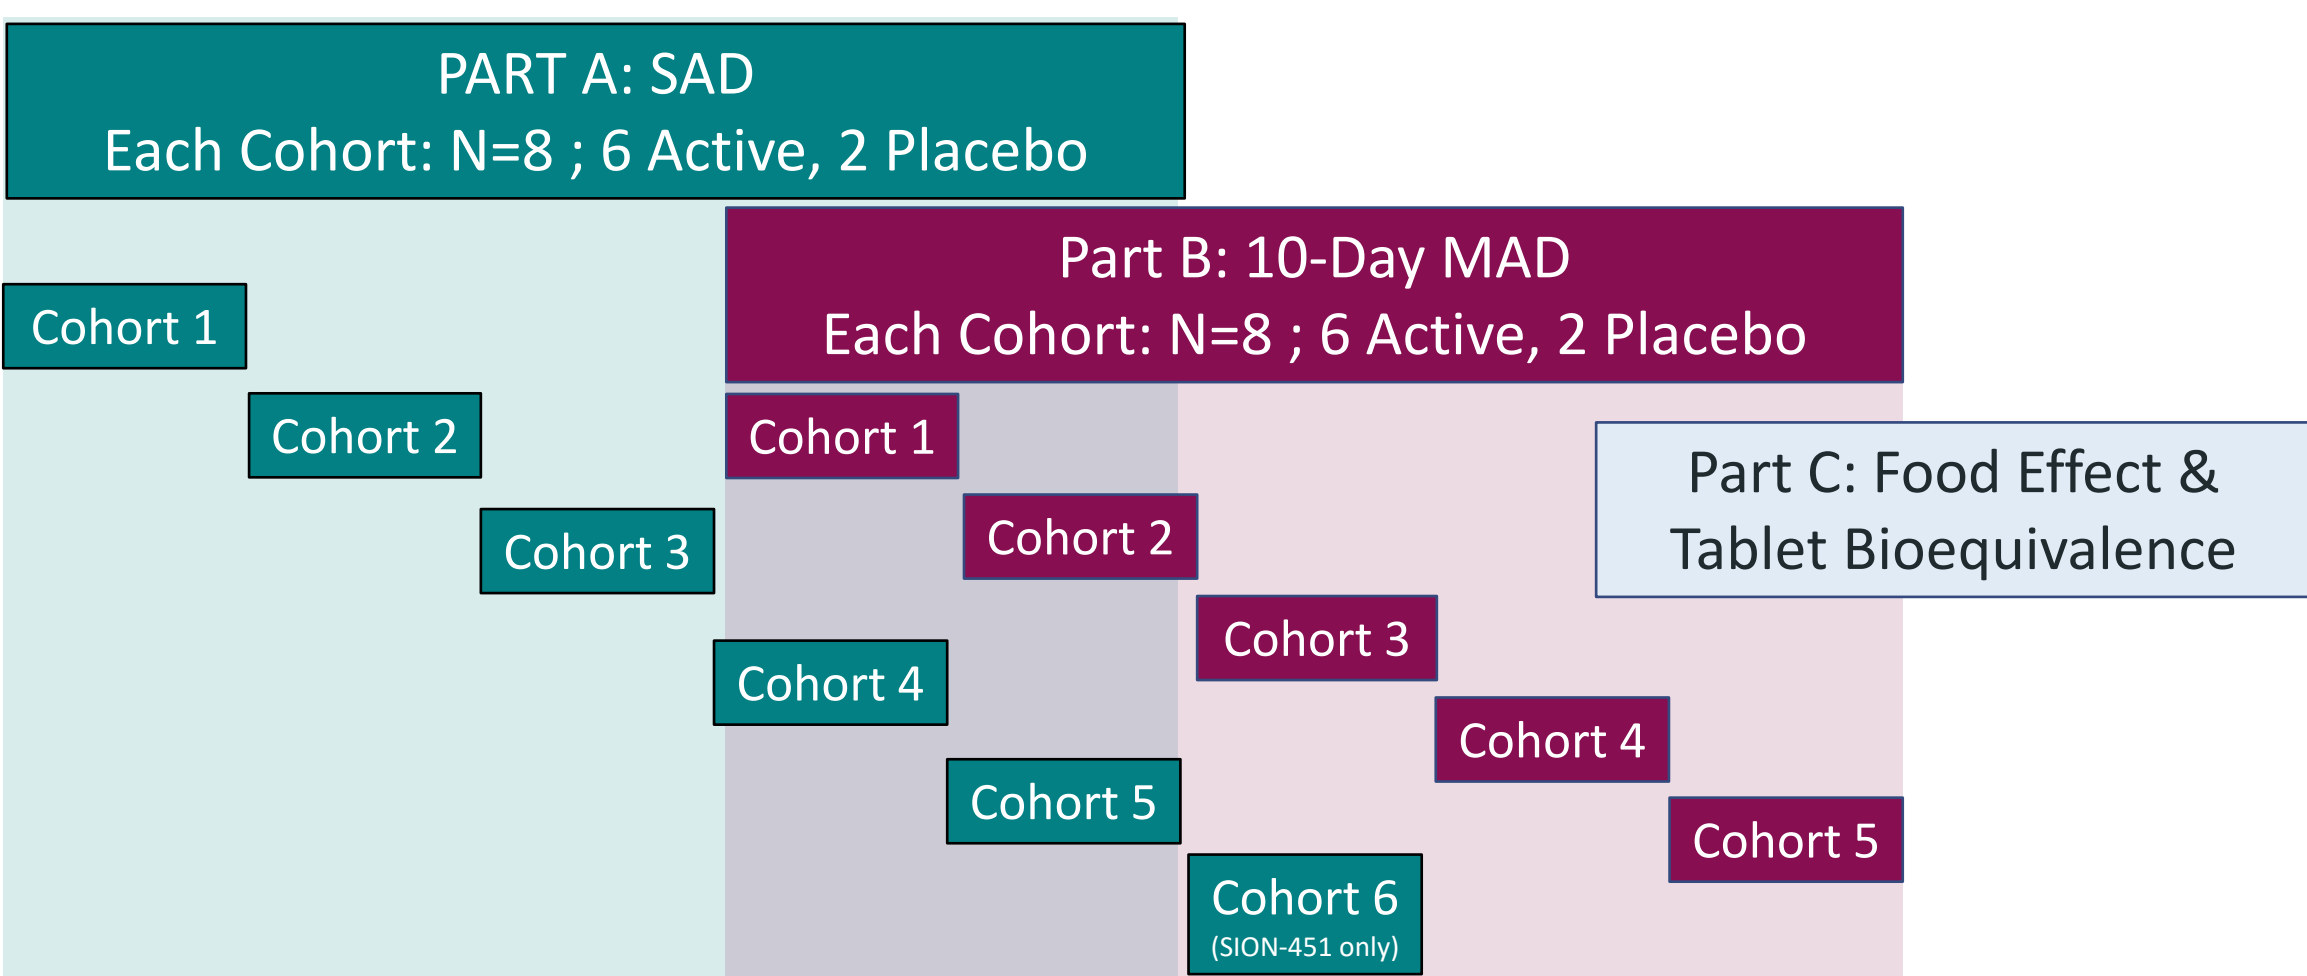 PART A: SAD
Each Cohort: N=8 ; 6 Active, 2 Placebo
Part B: 10-Day MAD
Each Cohort: N=8 ; 6 Active, 2 Placebo
Cohort 1
Cohort 2
Cohort 3
Cohort 4
Cohort 5
Cohort 6
(SION-451 only)
Cohort 1
Cohort 2
Cohort 3
Cohort 4
Cohort 5
Part C: Food Effect &
Tablet Bioequivalence